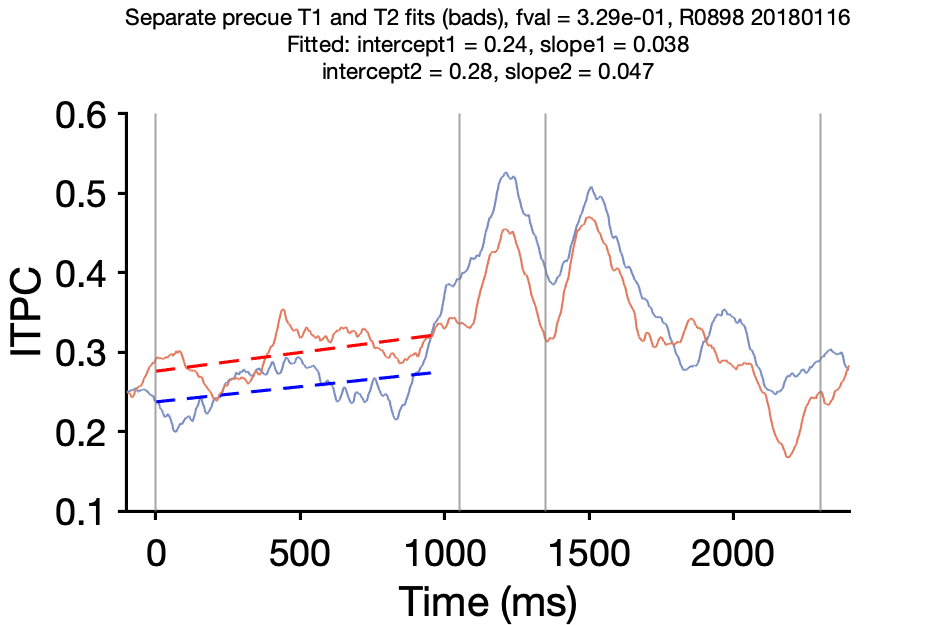 Separate precue T1 and T2 fits (bads), fval = 3.29e-01, R0898 20180116
Fitted: intercept1 = 0.24, slope1 = 0.038
intercept2 = 0.28, slope2 = 0.047
0.6
0.5
0.4
0.3
0.2
0.1
ITPC
0 500 1000 1500 2000
Time (ms)